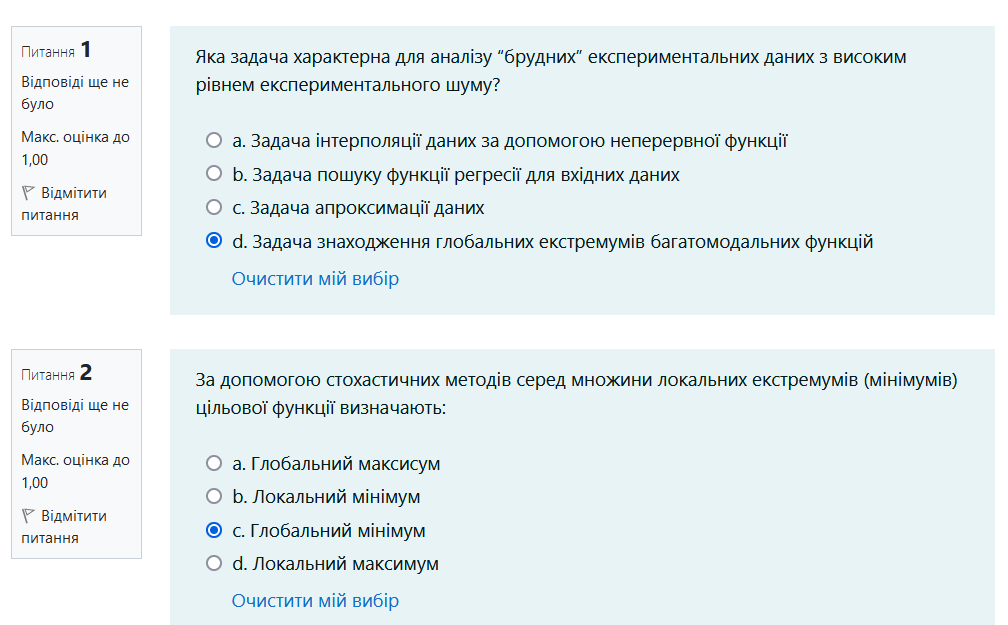 Питання 1
Відповіді ще не
було
Макс. оцінка до
1,00
Відмітити
питання
Яка задача характерна для аналізу “брудних” експериментальних даних з високим
рівнем експериментального шуму?
a. Задача інтерполяції даних за допомогою неперервної функції
b. Задача пошуку функції регресії для вхідних даних
c. Задача апроксимації даних
d. Задача знаходження глобальних екстремумів багатомодальних функцій
Очистити мій вибір
Питання 2
Відповіді ще не
було
Макс. оцінка до
1,00
Відмітити
питання
За допомогою стохастичних методів серед множини локальних екстремумів (мінімумів)
цільової функції визначають:
a. Глобальний максисум
b. Локальний мінімум
c. Глобальний мінімум
d. Локальний максимум
Очистити мій вибір